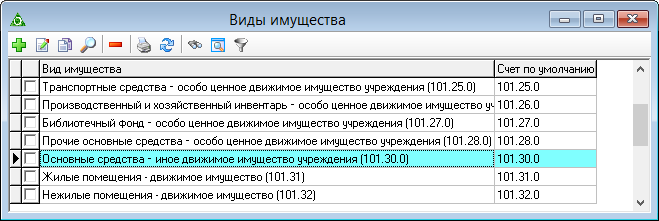 Виды имущества
Вид имущества Счет по умолчанию
Транспортные средства - особо ценное движимое имущество учреждения (101.25.0) 101.25.0
Производственный и хозяйственный инвентарь - особо ценное движимое имущество уч 101.26.0
Библиотечный фонд - особо ценное движимое имущество учреждения (101.27.0) 101.27.0
Прочие основные средства - особо ценное движимое имущество учреждения (101.28.0) 101.28.0
Основные средства - иное движимое имущество учреждения (101.30.0) 101.30.0
Жилые помещения - движимое имущество (101.31) 101.31.0
Нежилые помещения - движимое имущество (101.32) 101.32.0